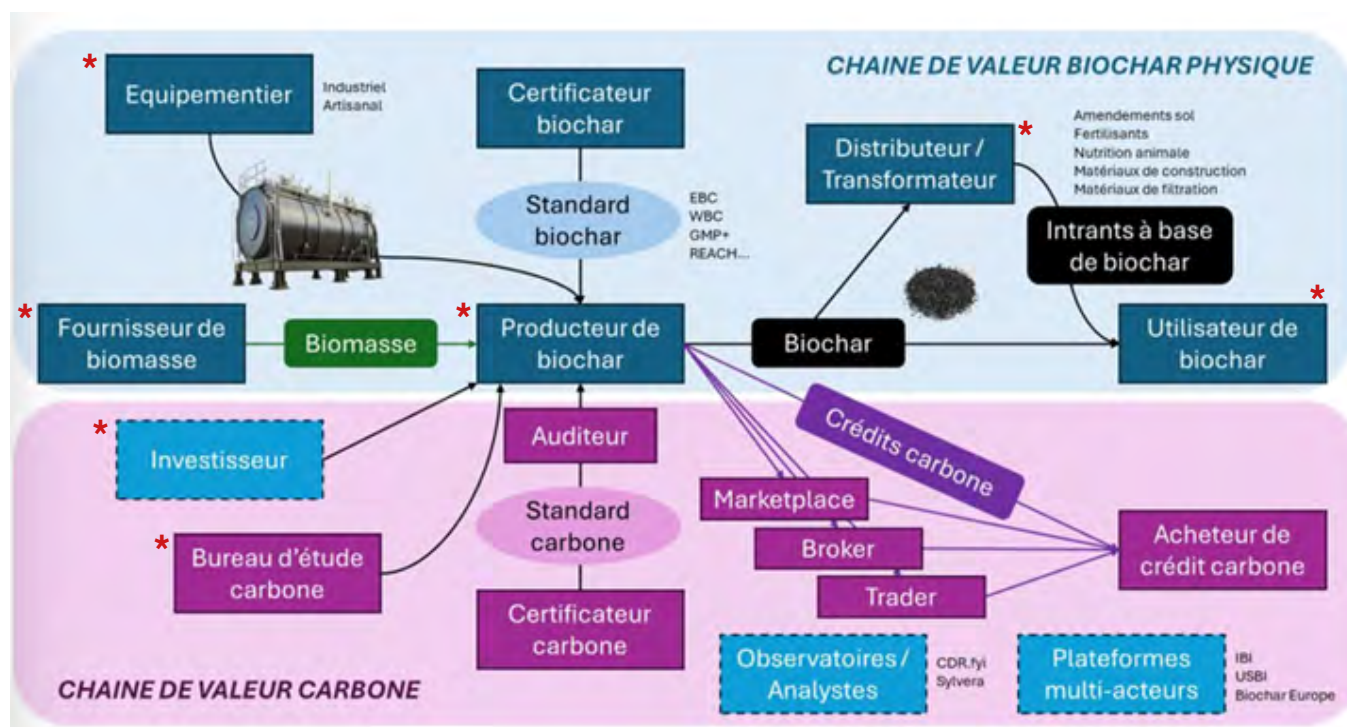 CHAINE DE VALEUR BIOCHAR PHYSIQUE
*
Equipementier
Industriel
Artisanal
Certificateur
biochar
Standard
biochar
EBC
WBC
GMP+
REACH...
*
Distributeur /
Transformateur
Amendements sol
Fertilisants
Nutrition animale
Matériaux de construction
Matériaux de filtration
Intrants à base
de biochar
*
Fournisseur de
biomasse
Biomasse
*
Producteur de
biochar
Biochar
*
Utilisateur de
biochar
*
Investisseur
Auditeur
Crédits carbone
*
Bureau d'étude
carbone
Standard
carbone
Certificateur
carbone
Marketplace
Broker
Trader
Acheteur de
crédit carbone
Observatoires /
Analystes
CDR.fyi
Sylvera
Plateformes
multi-acteurs
IBI
USBI
Biochar Europe
CHAINE DE VALEUR CARBONE